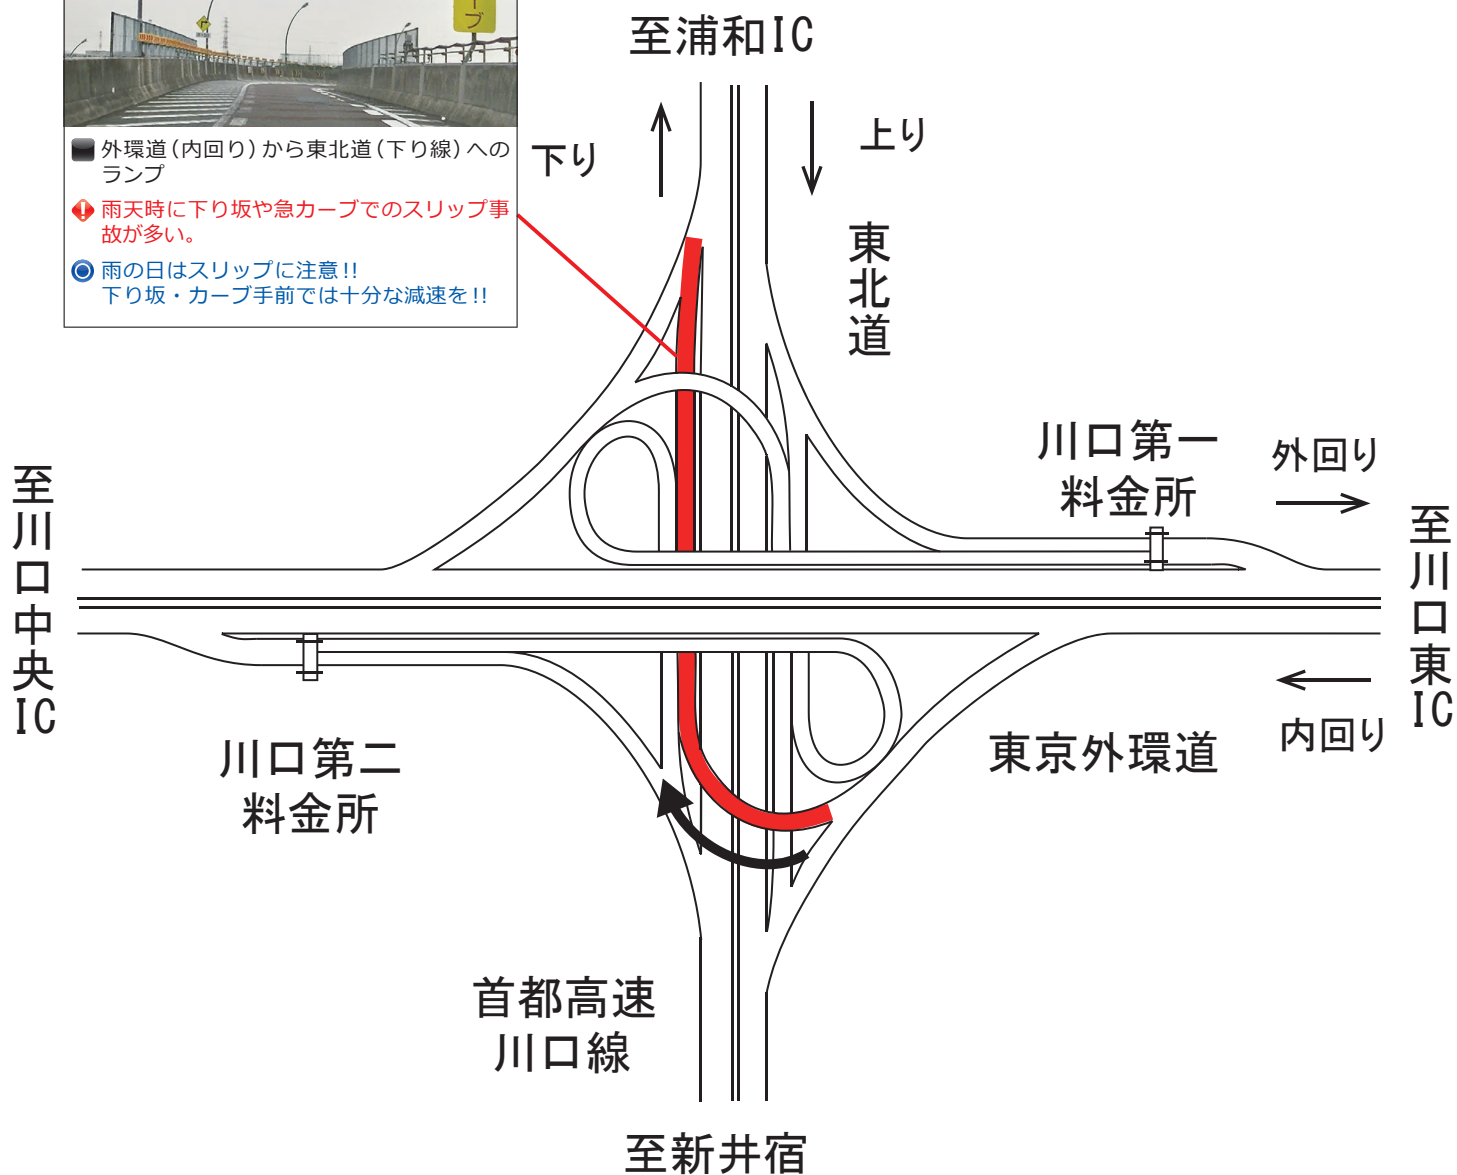 ーブ
外環道(内回り)から東北道(下り線)への
ランプ
雨天時に下り坂や急カーブでのスリップ事
故が多い。
雨の日はスリップに注意!!
下り坂・カーブ手前では十分な減速を!!
至浦和IC
下り
上り
東北道
川口第一
料金所
外回り
至川口中央IC
至川口東IC
内回り
東京外環道
川口第二
料金所
首都高速
川口線
至新井宿